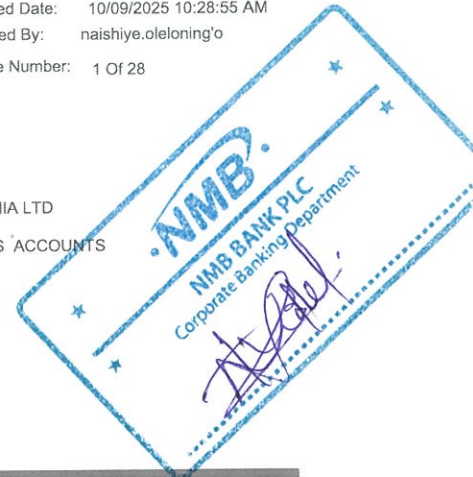 ed Date: 10/09/2025 10:28:55 AM
ed By: naishiye.oleloning'o
e Number: 1 Of 28
NIA LTD
S ACCOUNTS
NMB
NMB BANK PLC
Corporate Banking Department